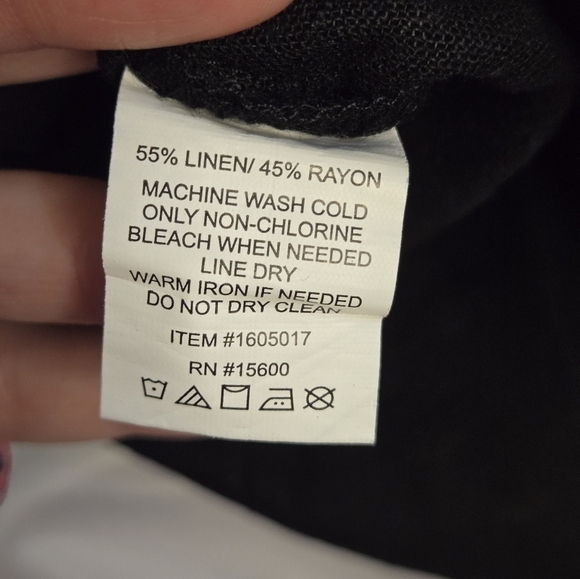 55% LINEN/ 45% RAYON
MACHINE WASH COLD
ONLY NON-CHLORINE
BLEACH WHEN NEEDED
LINE DRY
WARM IRON IF NEEDED
DO NOT DRY CLEAN
ITEM #1605017
RN #15600